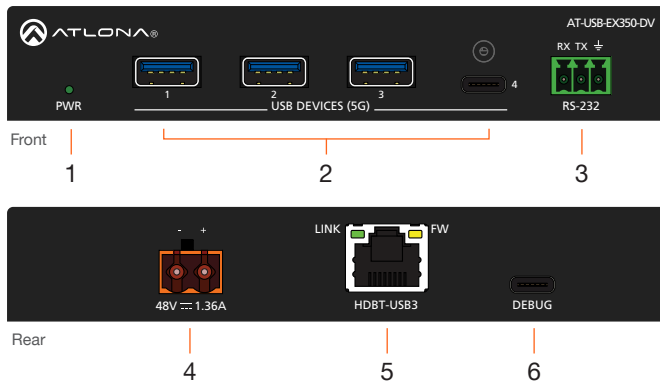 ATLONA®
AT-USB-EX350-DV
RX TX
PWR
1
2
3
4
USB DEVICES (5G)
RS-232
Front
1
2
3
- +
LINK
FW
48V 1.36A
HDBT-USB3
DEBUG
Rear
4
5
6